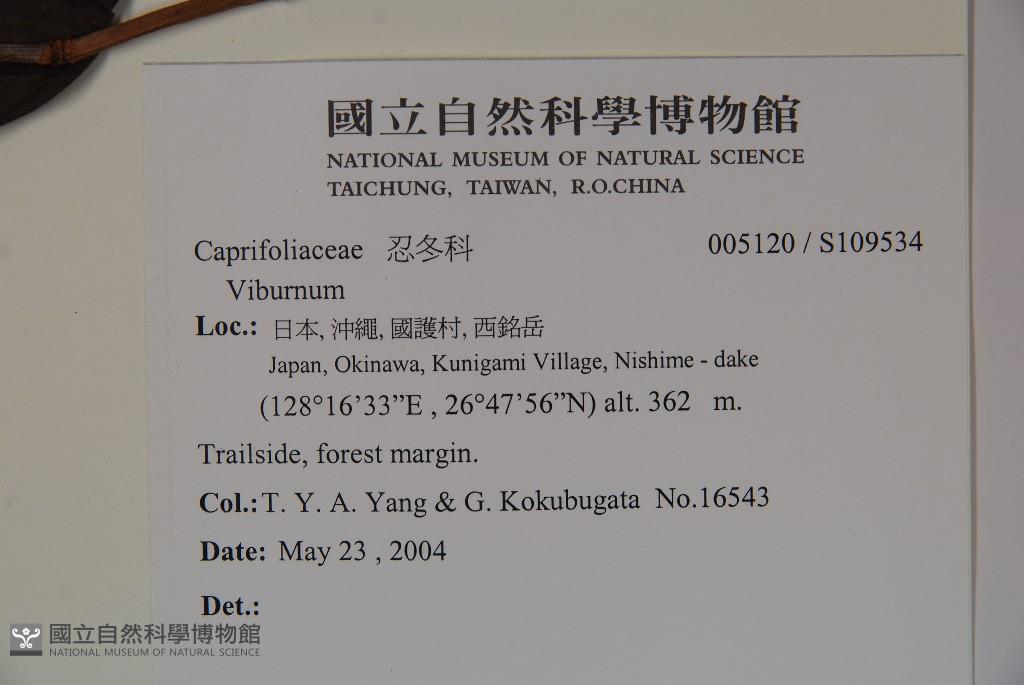 國立自然科學博物館
NATIONAL MUSEUM OF NATURAL SCIENCE
TAICHUNG, TAIWAN, R.O.CHINA
Caprifoliaceae 忍冬科 005120 / S109534
Viburnum
Loc.: 日本, 沖繩, 國護村, 西銘岳
Japan, Okinawa, Kunigami Village, Nishime - dake
(128°16’33”E , 26°47’56”N) alt. 362 m.
Trailside, forest margin.
Col.: T. Y. A. Yang & G. Kokubugata No.16543
Date: May 23 , 2004
Det.:
國立自然科學博物館
NATIONAL MUSEUM OF NATURAL SCIENCE